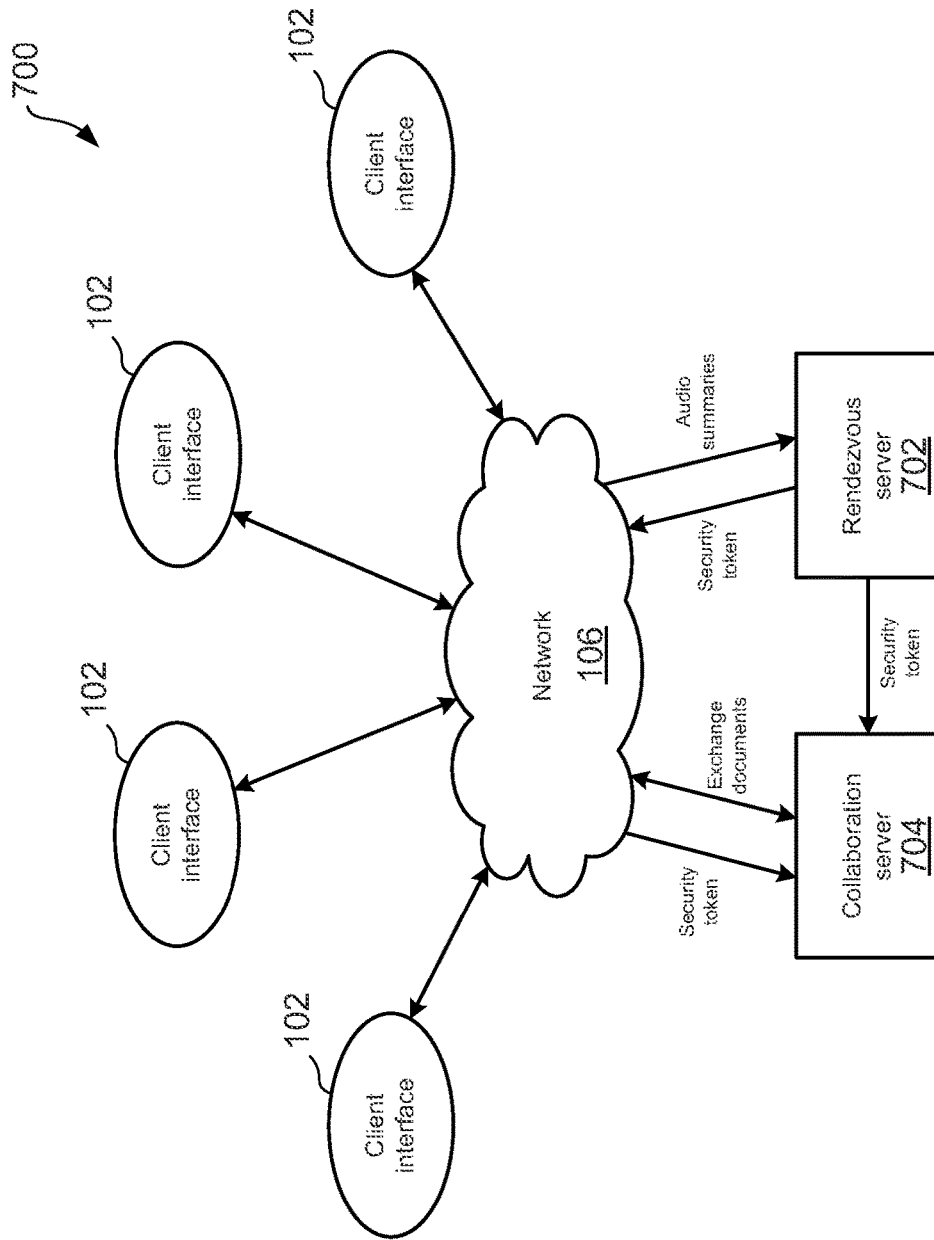 700
102
Client
interface
102
Client
interface
102
Client
interface
102
Client
interface
Network
106
Security
token
Exchange
documents
Security
token
Audio
summaries
Security
token
Collaboration
server
704
Rendezvous
server
702